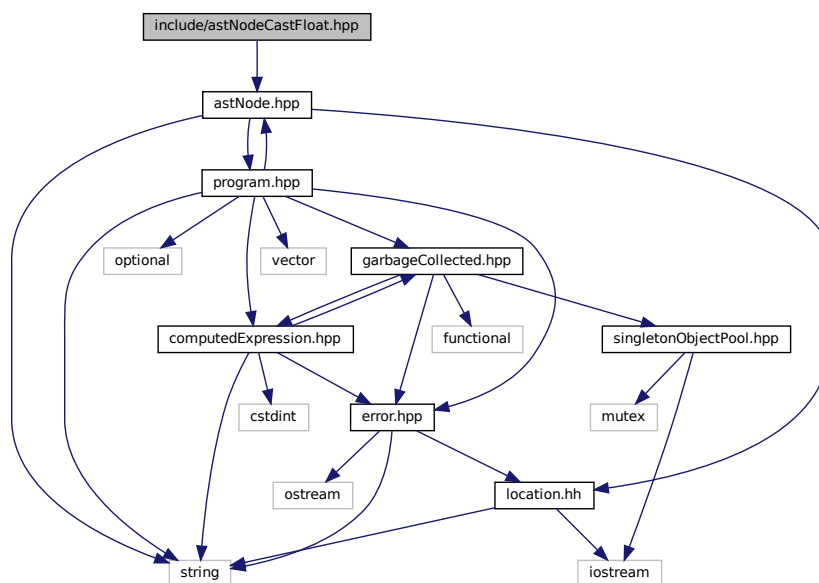 include/astNodeCastFloat.hpp
astNode.hpp
program.hpp
optional
vector
garbageCollected.hpp
computedExpression.hpp
functional
singletonObjectPool.hpp
cstdint
error.hpp
mutex
ostream
location.hh
string
iostream